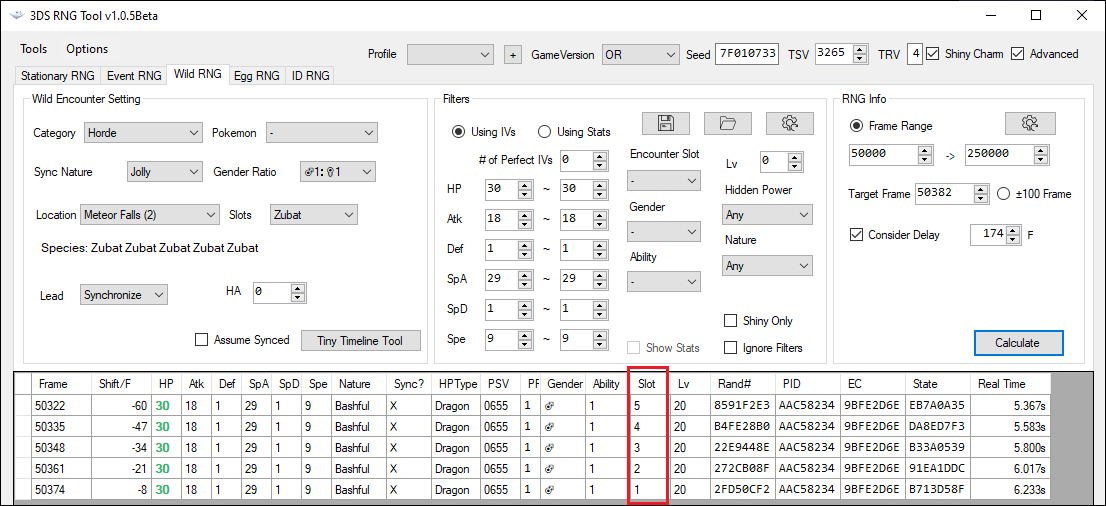 3DS RNG Tool v1.0.5Beta
Tools Options Profile + GameVersion OR Seed 7F010733 TSV 3265 TRV 4 Shiny Charm Advanced
Stationary RNG Event RNG Wild RNG Egg RNG ID RNG
Wild Encounter Setting
Category Horde Pokemon -
Sync Nature Jolly Gender Ratio ♂1:♀1
Location Meteor Falls (2) Slots Zubat
Species: Zubat Zubat Zubat Zubat Zubat
Lead Synchronize HA 0
Assume Synced Tiny Timeline Tool
Filters
Using IVs Using Stats
# of Perfect IVs 0
HP 30 ~ 30
Atk 18 ~ 18
Def 1 ~ 1
SpA 29 ~ 29
SpD 1 ~ 1
Spe 9 ~ 9
Encounter Slot
-
Gender
-
Ability
-
Show Stats
Lv 0
Hidden Power
Any
Nature
Any
Shiny Only
Ignore Filters
RNG Info
Frame Range
50000 -> 250000
Target Frame 50382 ±100 Frame
Consider Delay 174 F
Calculate
Frame Shift/F HP Atk Def SpA SpD Spe Nature Sync? HPType PSV PF Gender Ability Slot Lv Rand# PID EC State Real Time
50322 -60 30 18 1 29 1 9 Bashful X Dragon 0655 1 ♂ 1 5 20 8591F2E3 AAC58234 9BFE2D6E EB7A0A35 5.367s
50335 -47 30 18 1 29 1 9 Bashful X Dragon 0655 1 ♂ 1 4 20 B4FE28B0 AAC58234 9BFE2D6E DA8ED7F3 5.583s
50348 -34 30 18 1 29 1 9 Bashful X Dragon 0655 1 ♂ 1 3 20 22E9448E AAC58234 9BFE2D6E B33A0539 5.800s
50361 -21 30 18 1 29 1 9 Bashful X Dragon 0655 1 ♂ 1 2 20 272CB08F AAC58234 9BFE2D6E 91EA1DDC 6.017s
50374 -8 30 18 1 29 1 9 Bashful X Dragon 0655 1 ♂ 1 1 20 2FD50CF2 AAC58234 9BFE2D6E B713D58F 6.233s